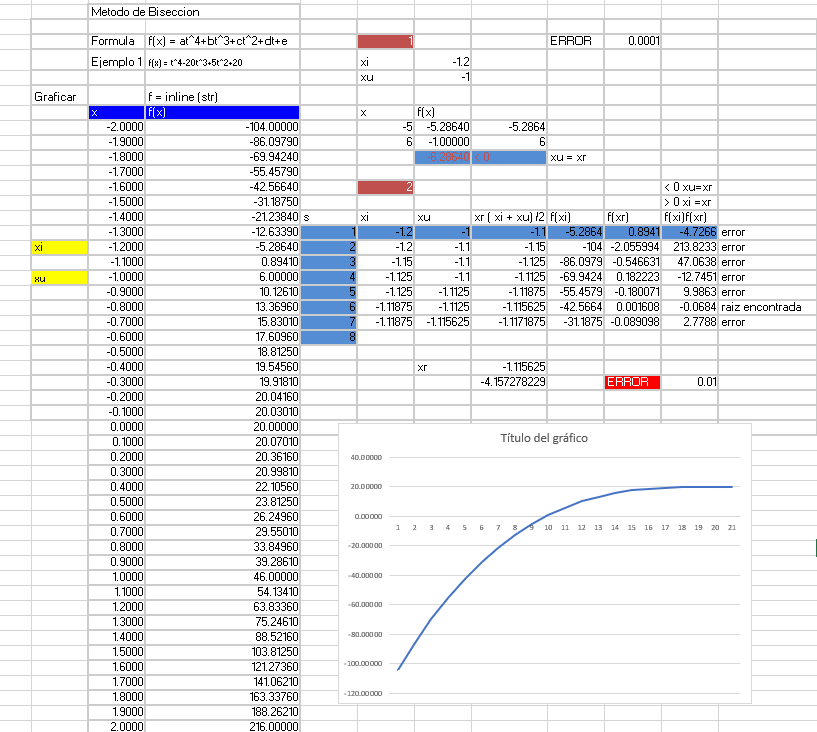 Metodo de Biseccion
Formula f(x) = at^4+bt^3+ct^2+dt+e 1 ERROR 0.0001
Ejemplo 1 f(x) = t^4-20t^3+5t^2+20 xi -1.2
xu -1
Graficar f = inline (str)
x f(x) x f(x)
-2.0000 -104.00000 -5 -5.28640 -5.2864
-1.9000 -86.09790 6 -1.00000 6
-1.8000 -69.94240 -6.28640 < 0 xu = xr
-1.7000 -55.45790
-1.6000 -42.56640 2 < 0 xu=xr
-1.5000 -31.18750 > 0 xi =xr
-1.4000 -21.23840 s xi xu xr ( xi + xu) /2 f(xi) f(xr) f(xi)f(xr)
-1.3000 -12.63390 1 -1.2 -1 -1.1 -5.2864 0.8941 -4.7266 error
xi -1.2000 -5.28640 2 -1.2 -1.1 -1.15 -104 -2.055994 213.8233 error
-1.1000 0.89410 3 -1.15 -1.1 -1.125 -86.0979 -0.546631 47.0638 error
xu -1.0000 6.00000 4 -1.125 -1.1 -1.1125 -69.9424 0.182223 -12.7451 error
-0.9000 10.12610 5 -1.125 -1.1125 -1.11875 -55.4579 -0.180071 9.9863 error
-0.8000 13.36960 6 -1.11875 -1.1125 -1.115625 -42.5664 0.001608 -0.0684 raiz encontrada
-0.7000 15.83010 7 -1.11875 -1.115625 -1.1171875 -31.1875 -0.089098 2.7788 error
-0.6000 17.60960 8
-0.5000 18.81250
-0.4000 19.54560 xr -1.115625
-0.3000 19.91810 -4.157278229 ERROR 0.01
-0.2000 20.04160
-0.1000 20.03010
0.0000 20.00000
0.1000 20.07010
0.2000 20.36160
0.3000 20.99810
0.4000 22.10560
0.5000 23.81250
0.6000 26.24960
0.7000 29.55010
0.8000 33.84960
0.9000 39.28610
1.0000 46.00000
1.1000 54.13410
1.2000 63.83360
1.3000 75.24610
1.4000 88.52160
1.5000 103.81250
1.6000 121.27360
1.7000 141.06210
1.8000 163.33760
1.9000 188.26210
2.0000 216.00000
Título del gráfico
40.00000
20.00000
0.00000
1 2 3 4 5 6 7 8 9 10 11 12 13 14 15 16 17 18 19 20 21
-20.00000
-40.00000
-60.00000
-80.00000
-100.00000
-120.00000